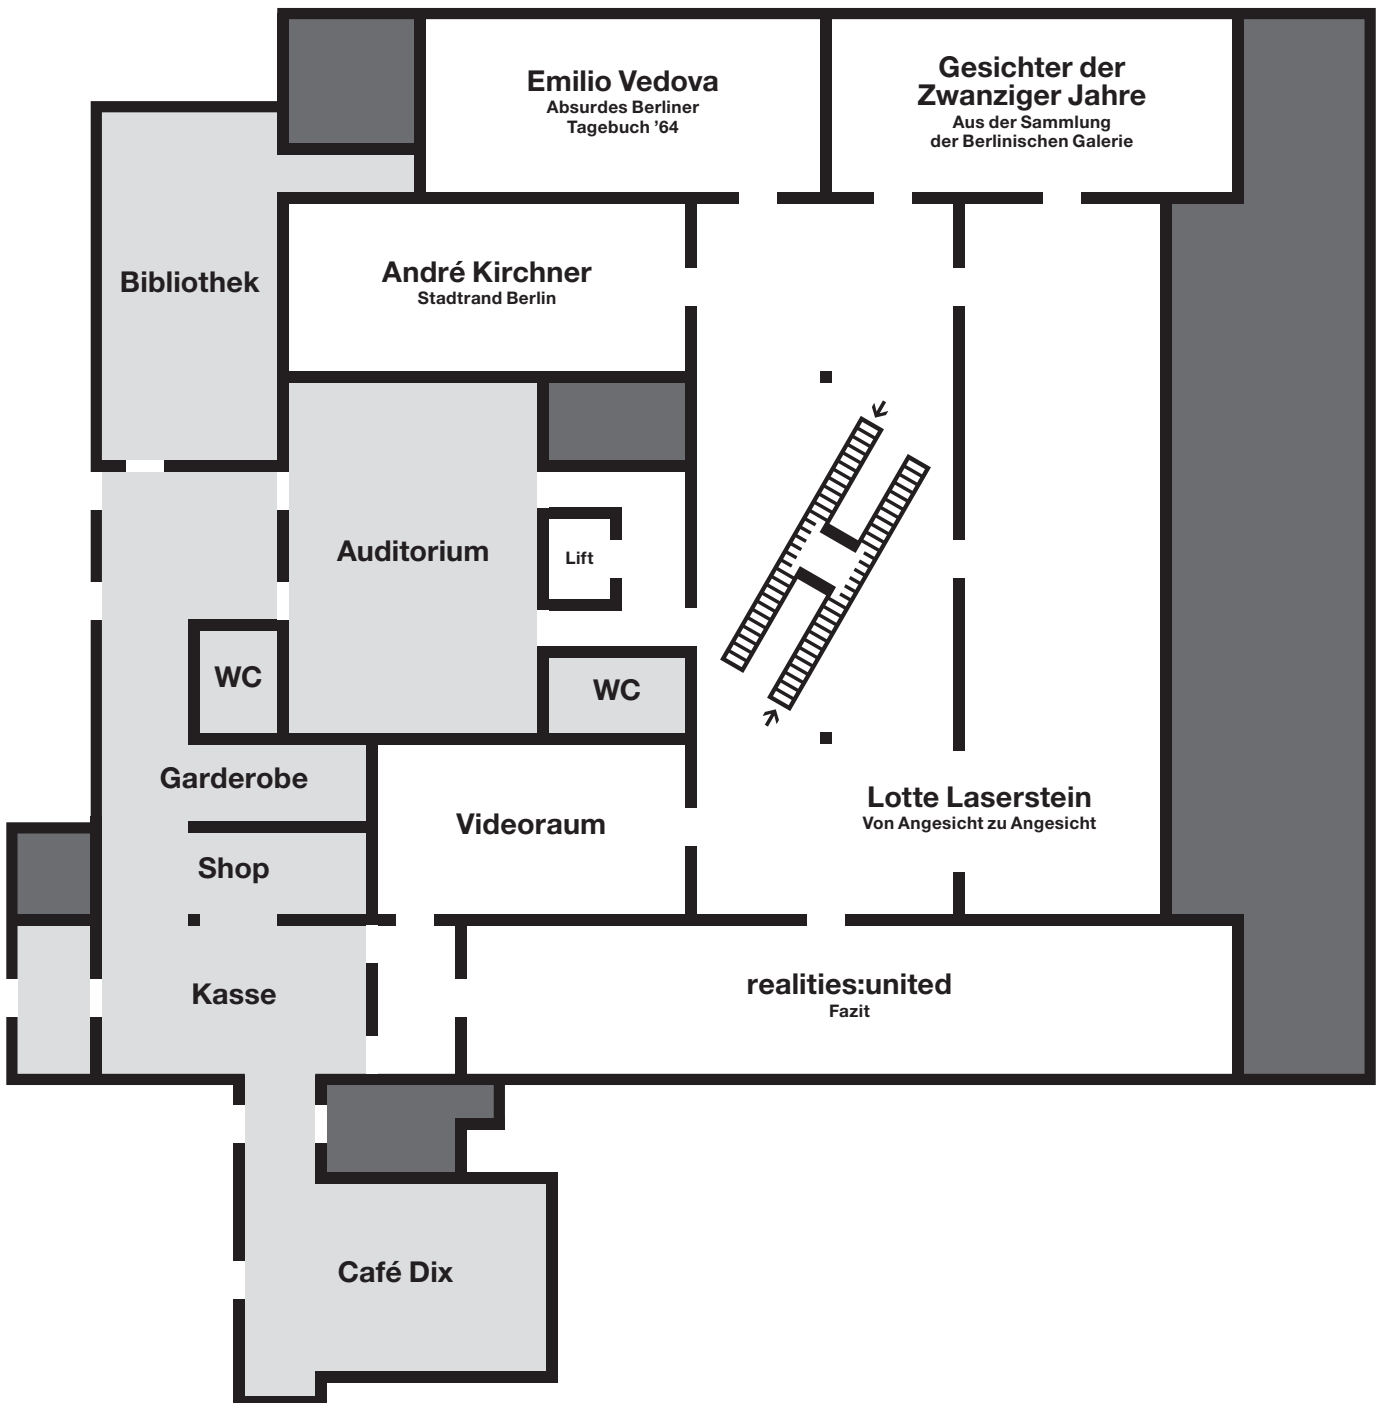 Emilio Vedova
Absurdes Berliner
Tagebuch ’64
Gesichter der
Zwanziger Jahre
Aus der Sammlung
der Berlinischen Galerie
Bibliothek
André Kirchner
Stadtrand Berlin
Auditorium
Lift
WC
WC
Garderobe
Videoraum
Lotte Laserstein
Von Angesicht zu Angesicht
Shop
Kasse
realities:united
Fazit
Café Dix